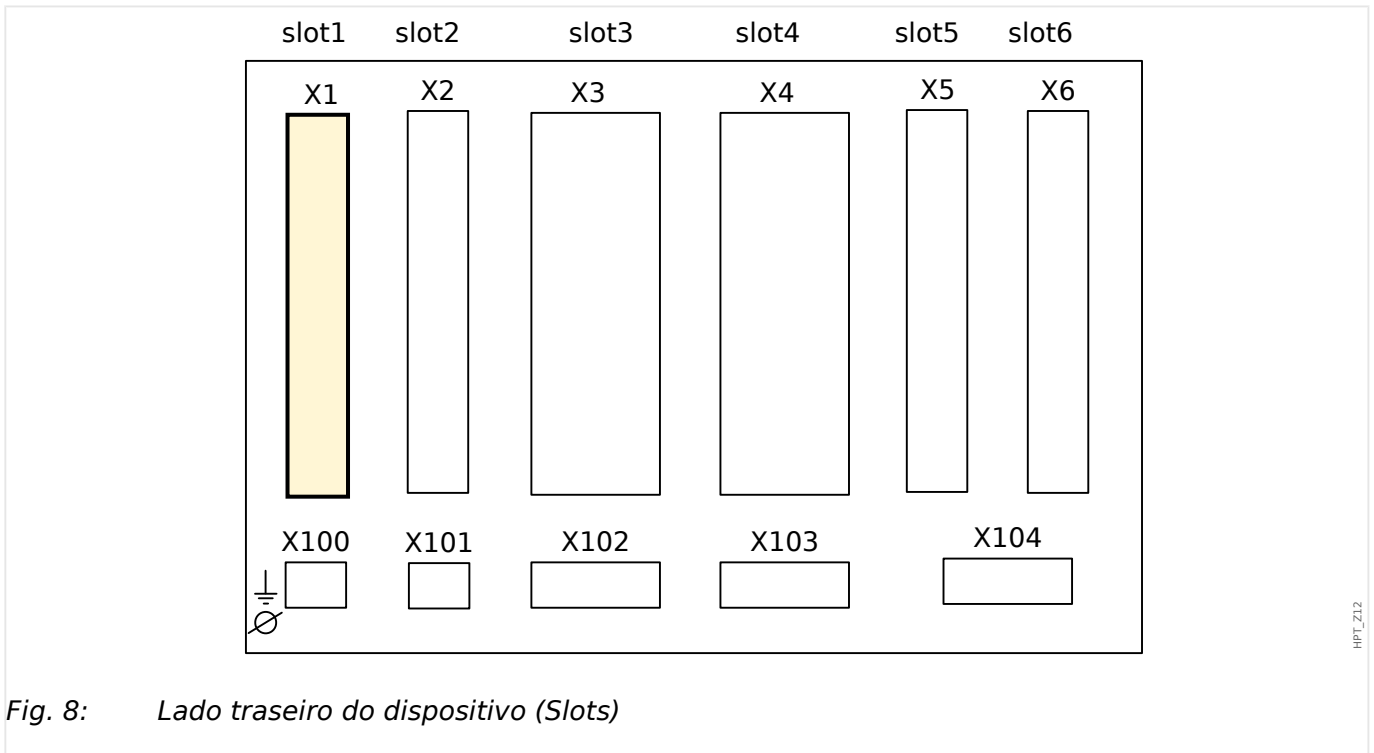 slot1 slot2 slot3 slot4 slot5 slot6
X1 X2 X3 X4 X5 X6
X100 X101 X102 X103 X104
HPT_Z12
Fig. 8: Lado traseiro do dispositivo (Slots)